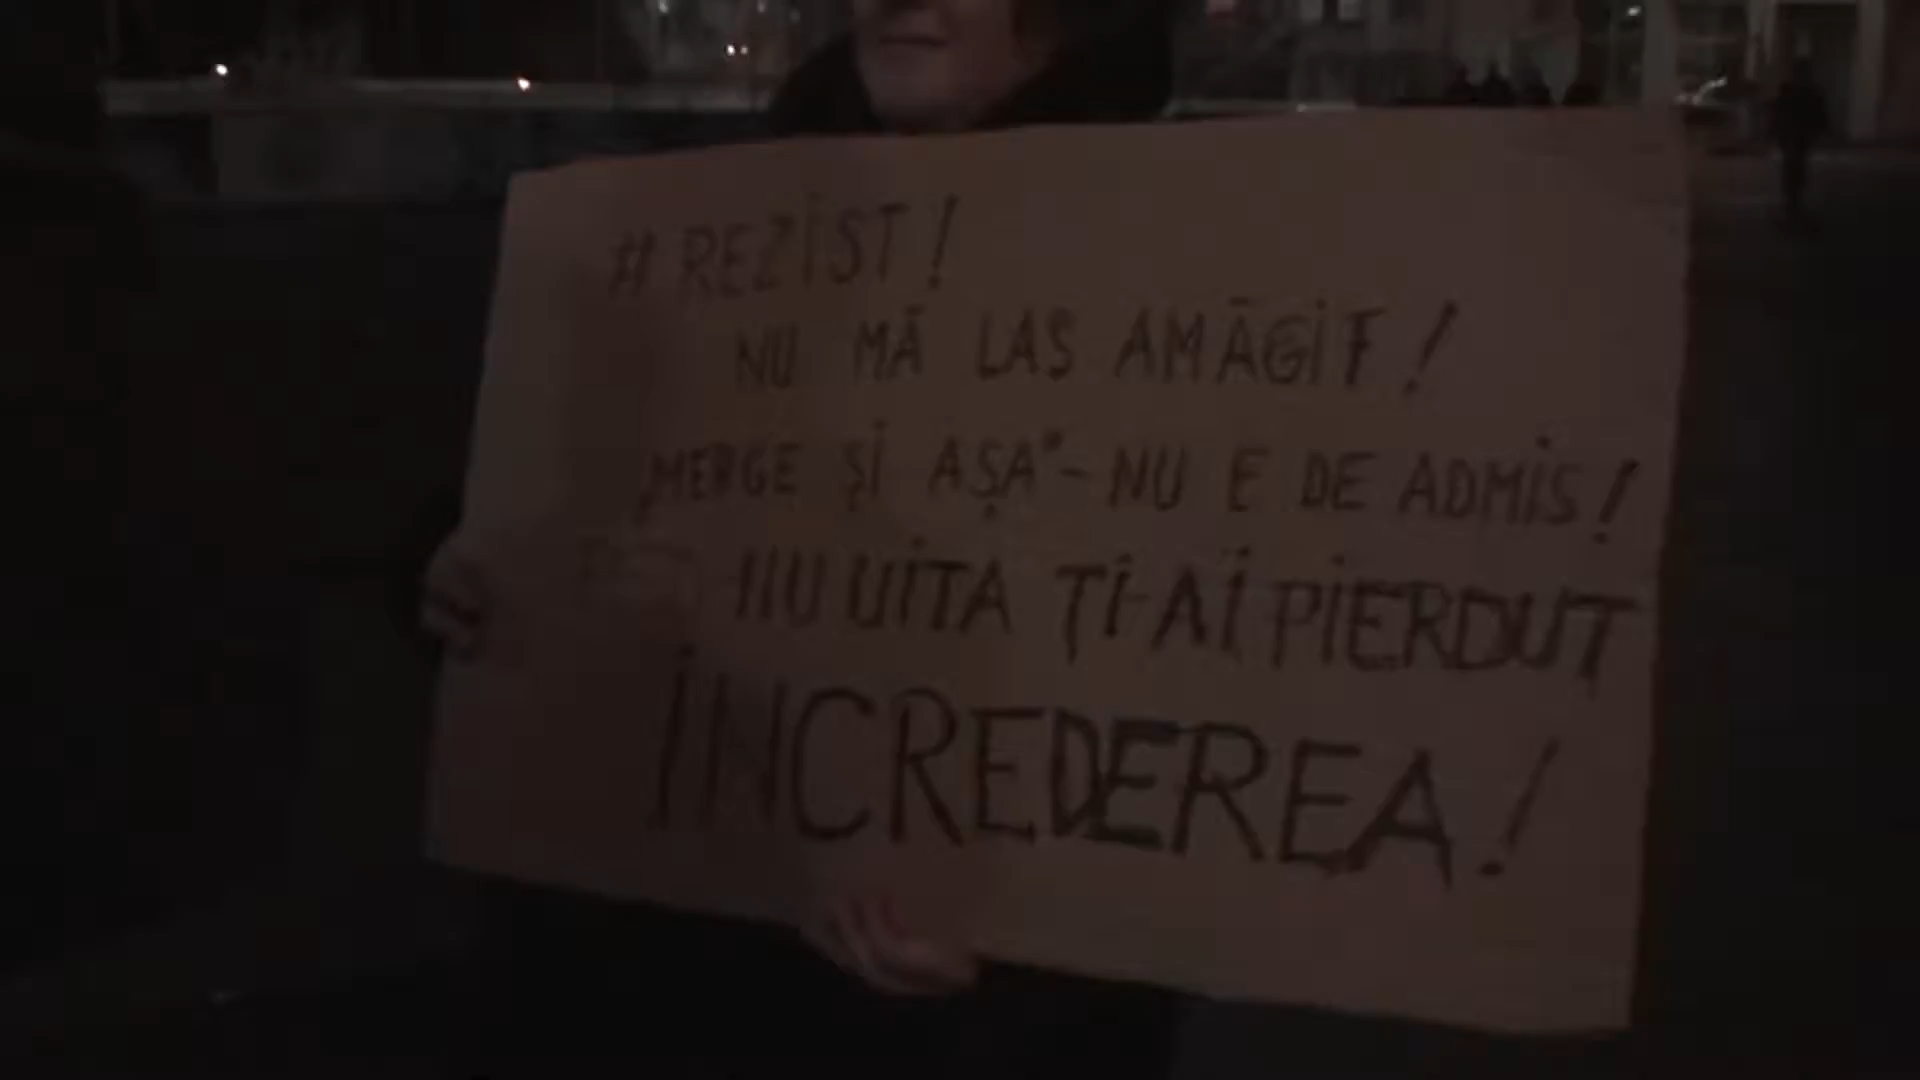 #REZIST!
NU MĂ LAS AMĂGIT!
„MERGE ȘI AȘA"-NU E DE ADMIS!
NU UITA ȚI-AI PIERDUT
ÎNCREDEREA!